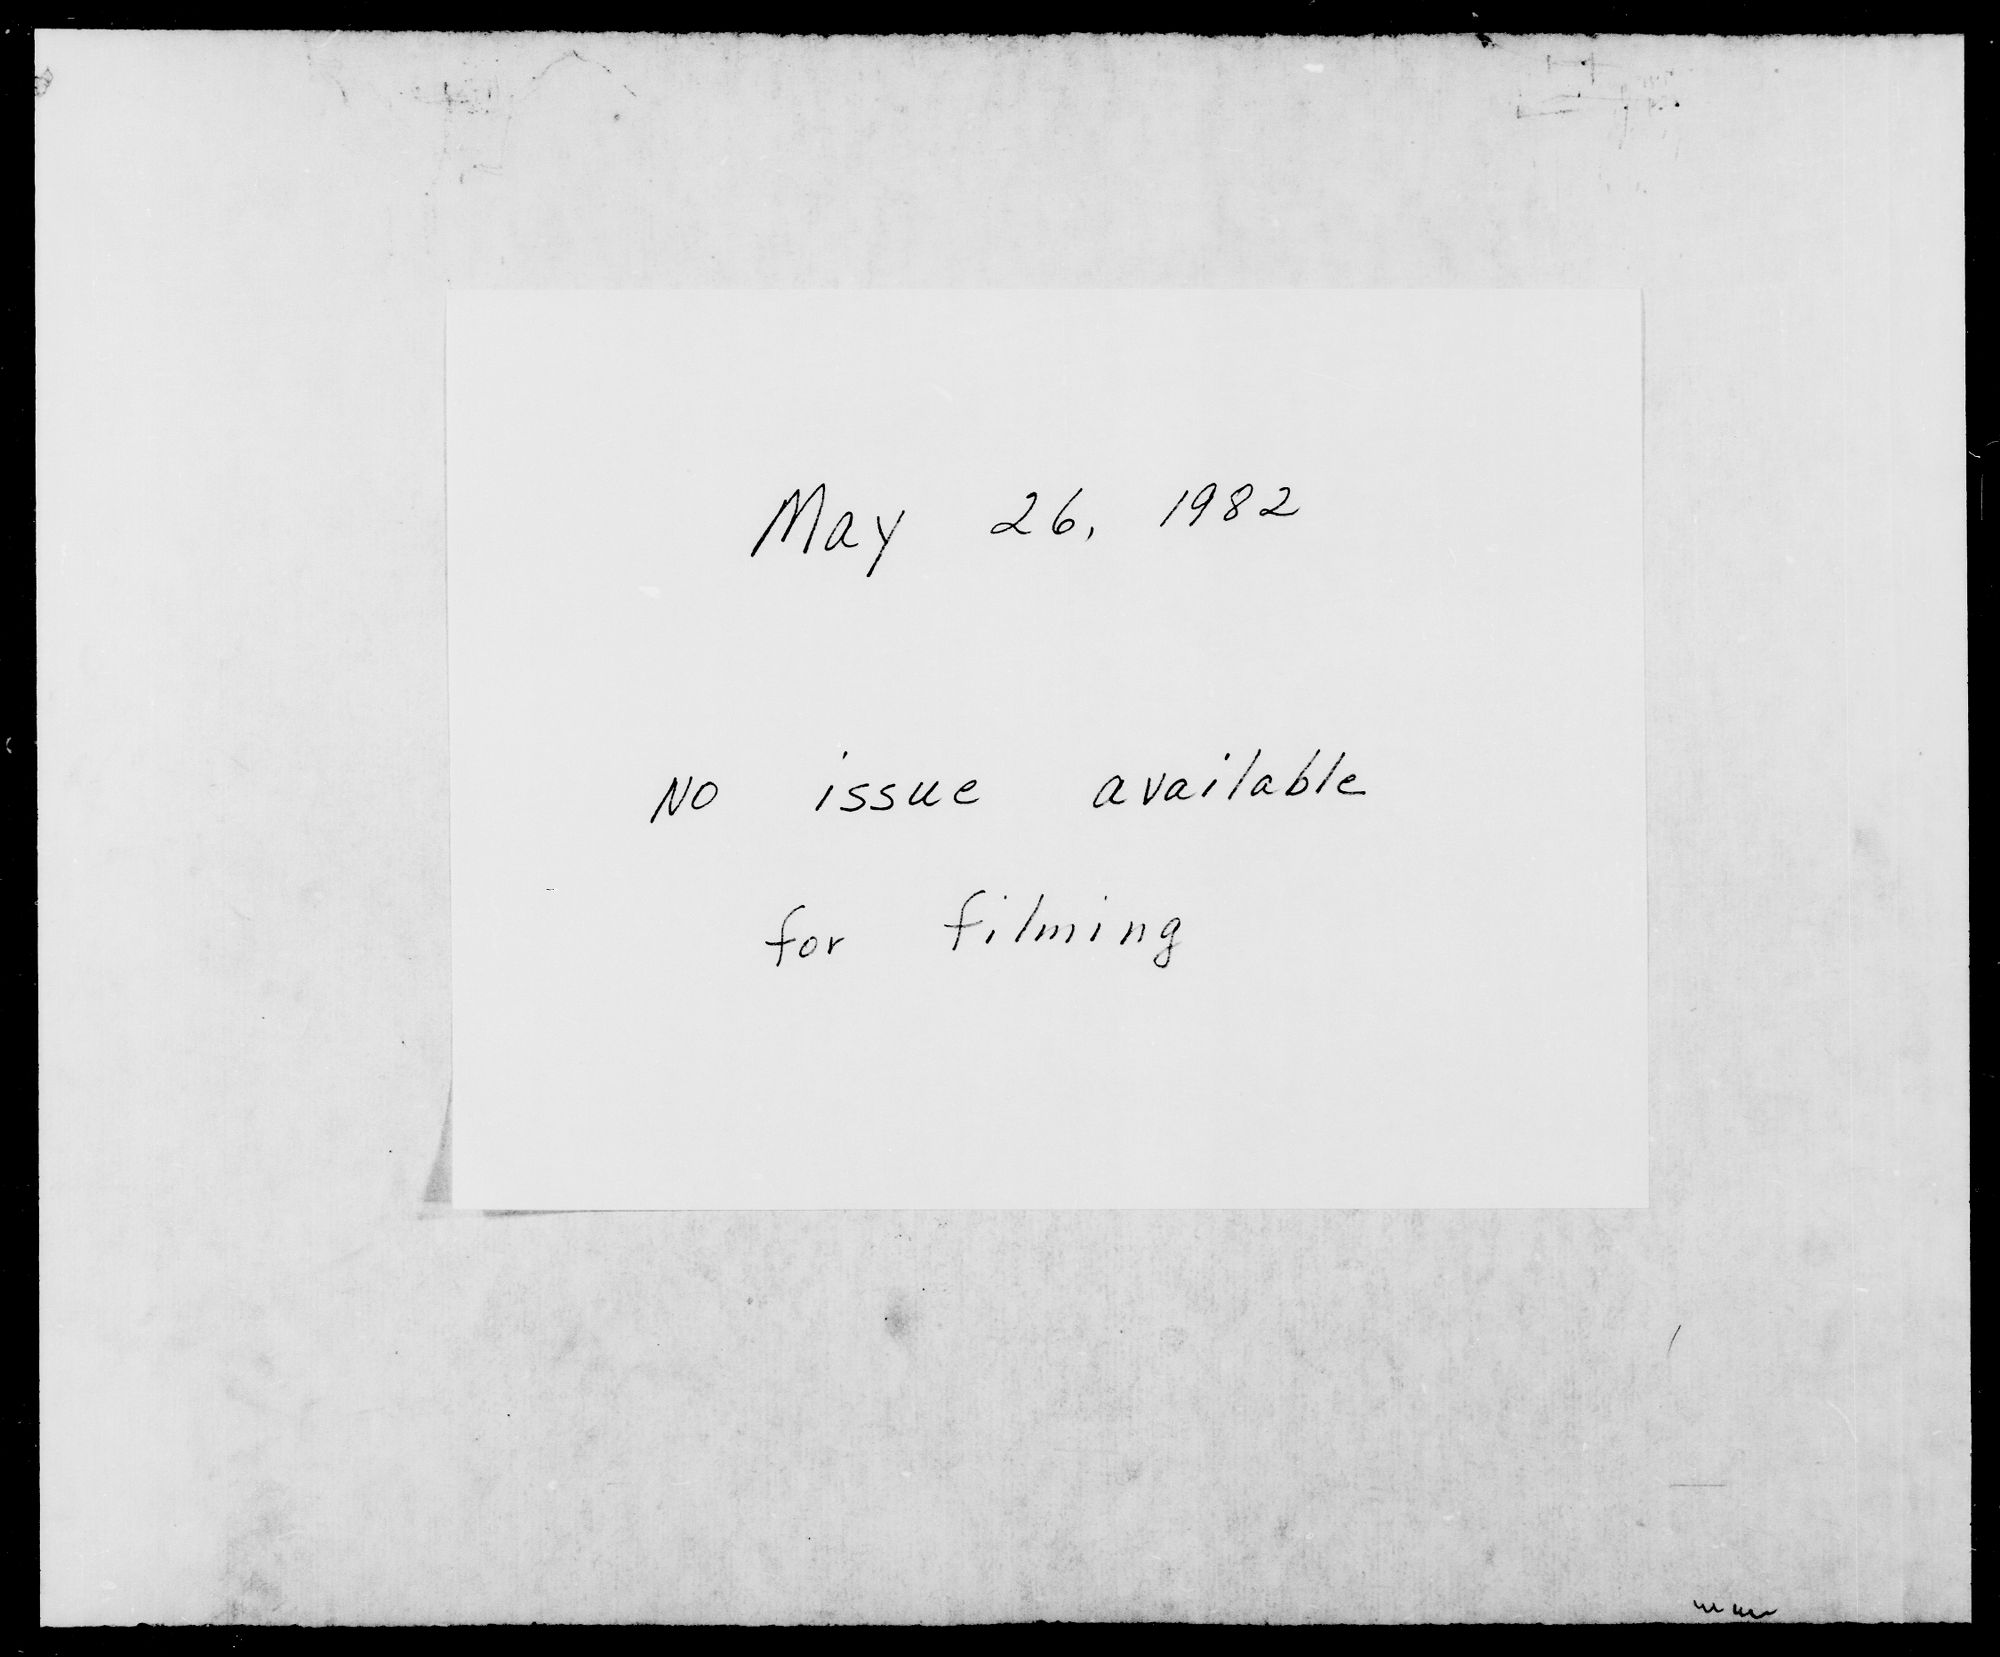 May 26, 1982
No issue available
for filming